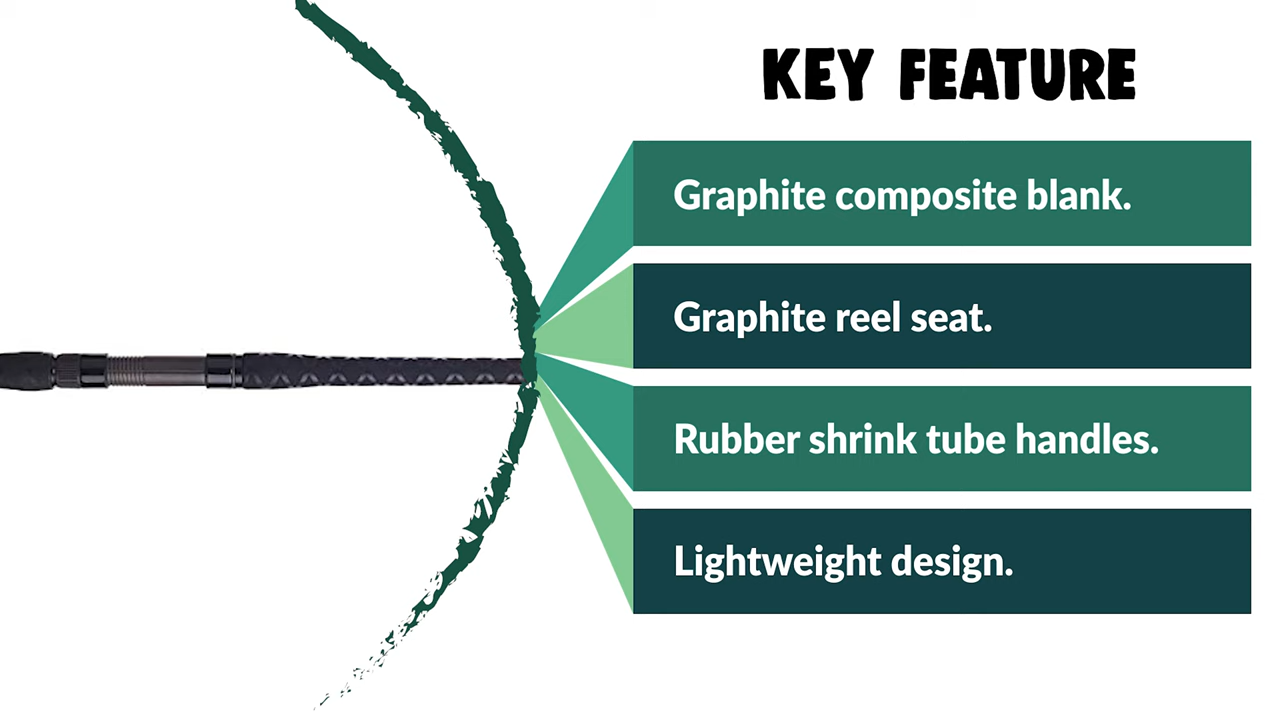 KEY FEATURE
Graphite composite blank.
Graphite reel seat.
Rubber shrink tube handles.
Lightweight design.